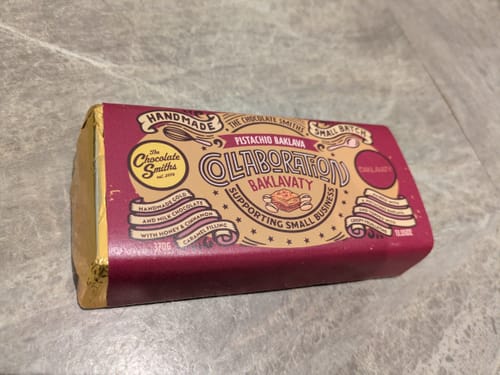 HANDMADE
THE CHOCOLATE SMITHS
SMALL BATCH
PISTACHIO BAKLAVA
COLLABORATION
BAKLAVATY
SUPPORTING SMALL BUSINESS
The
Chocolate
Smiths
HANDMADE GOLD
AND MILK CHOCOLATE
WITH HONEY & CINNAMON
CARAMEL FILLING
370G